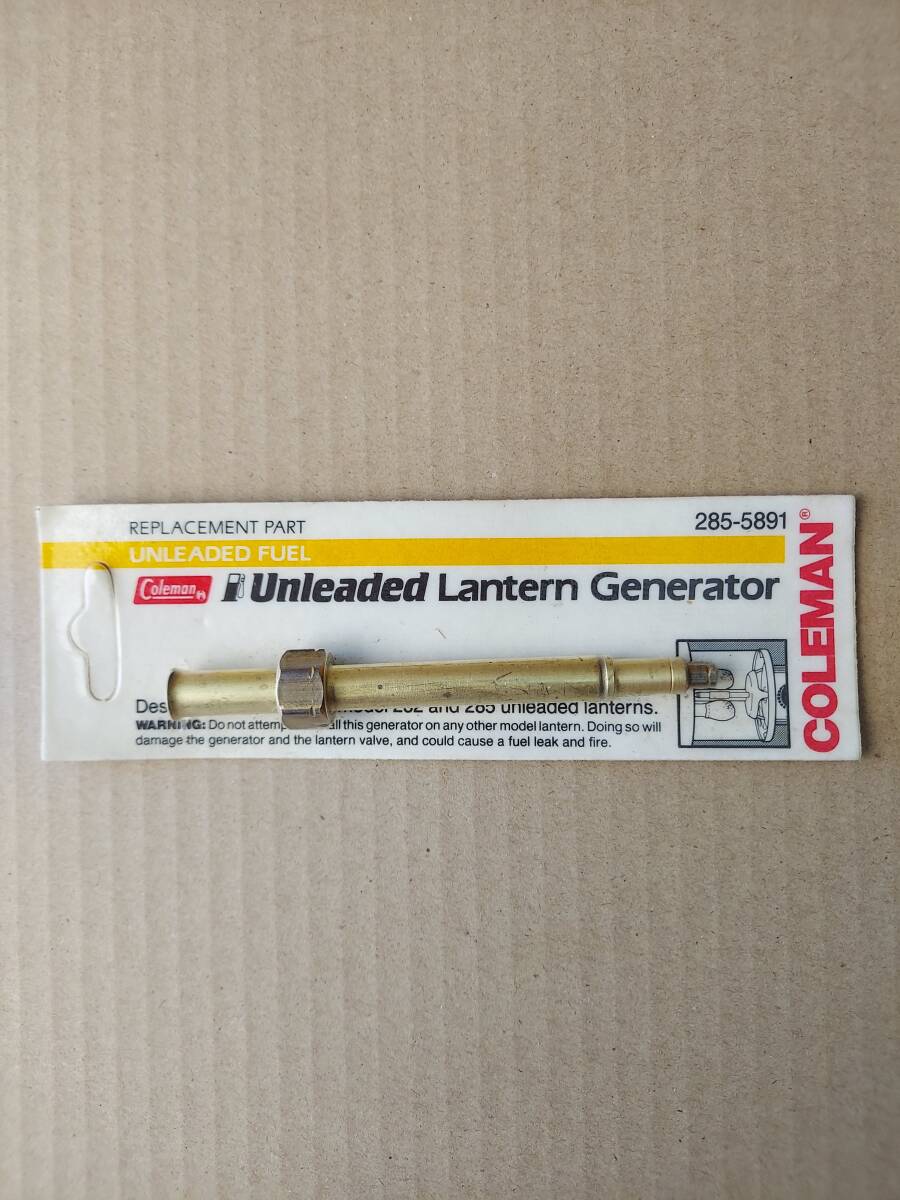 REPLACEMENT PART
285-5891
UNLEADED FUEL
Coleman
Unleaded Lantern Generator
and 285 unleaded lanterns.
WARNING: Do not all this generator on any other model lantern. Doing so will
damage the generator and the lantern valve, and could cause a fuel leak and fire.
COLEMAN®